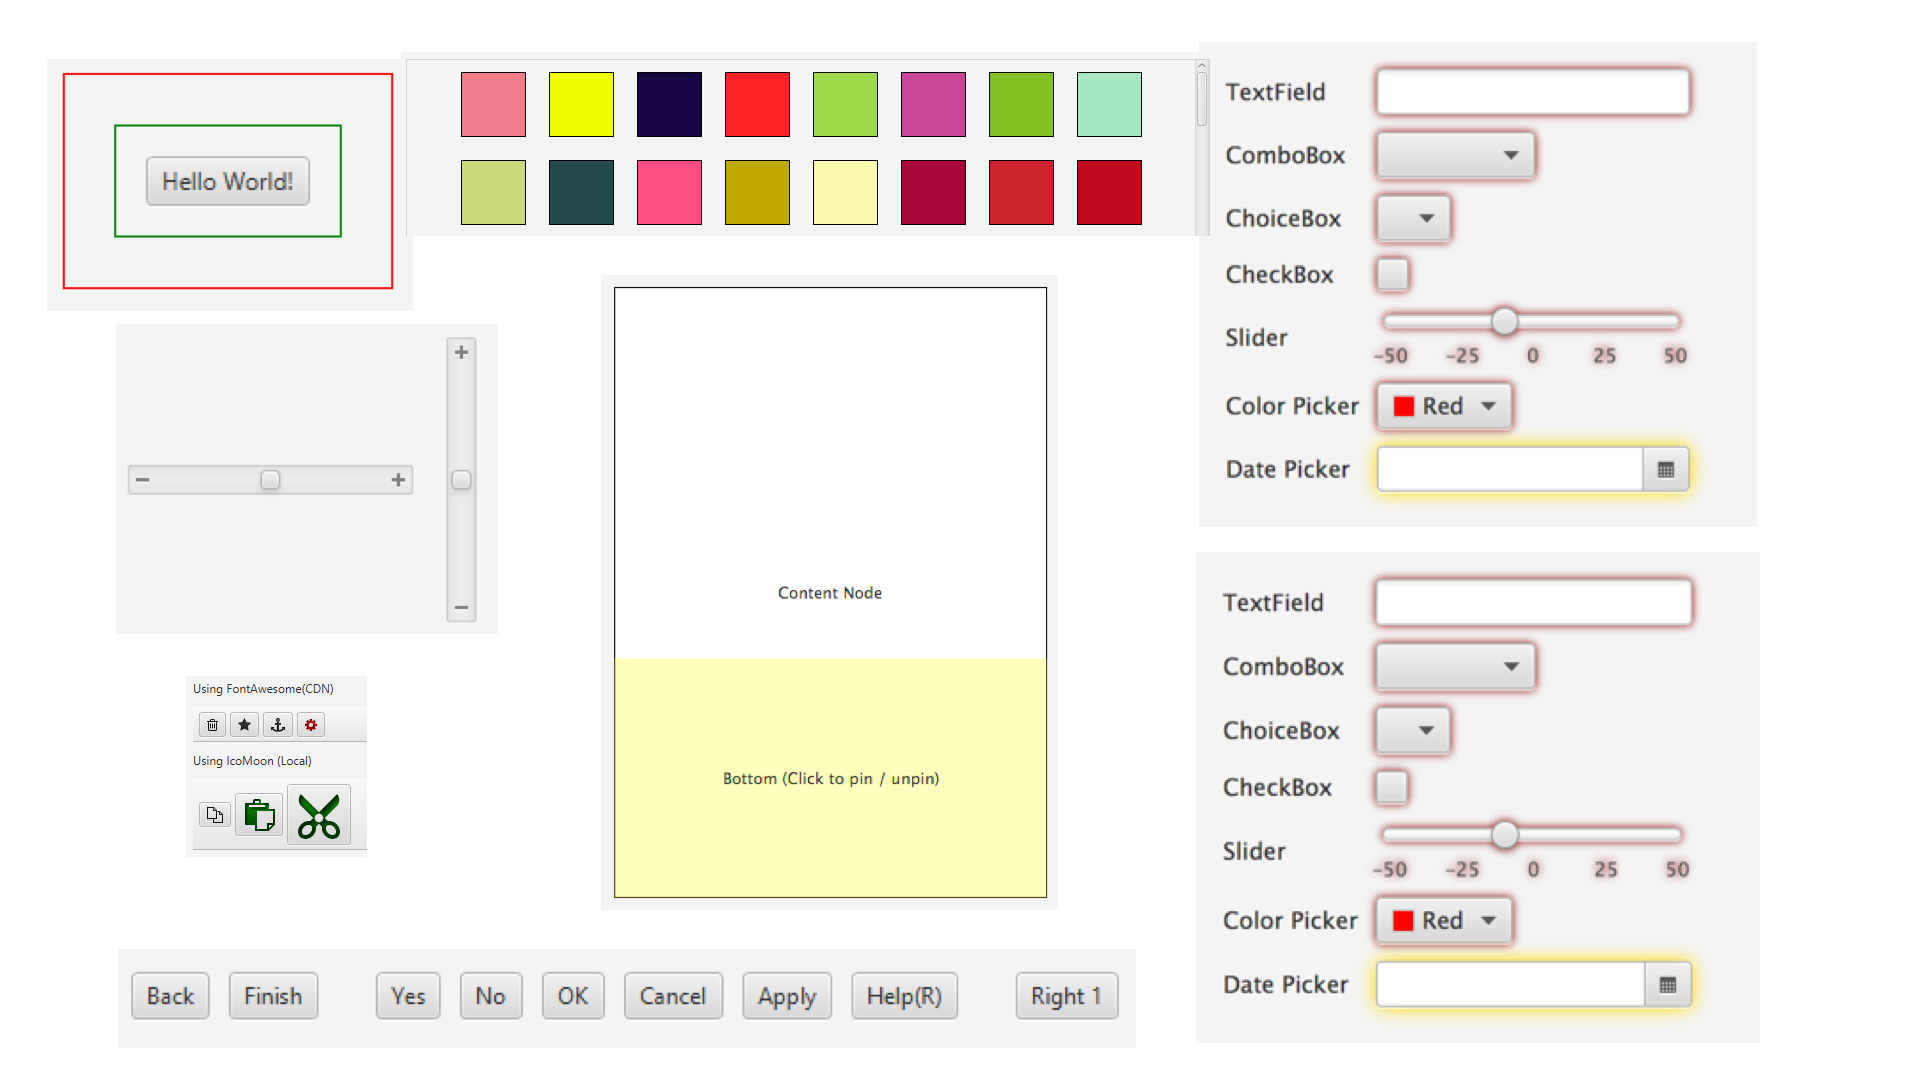 Hello World!
TextField
ComboBox
ChoiceBox
CheckBox
Slider
-50 -25 0 25 50
Color Picker Red
Date Picker
Content Node
Bottom (Click to pin / unpin)
Using FontAwesome(CDN)
Using IcoMoon (Local)
TextField
ComboBox
ChoiceBox
CheckBox
Slider
-50 -25 0 25 50
Color Picker Red
Date Picker
Back Finish Yes No OK Cancel Apply Help(R) Right 1